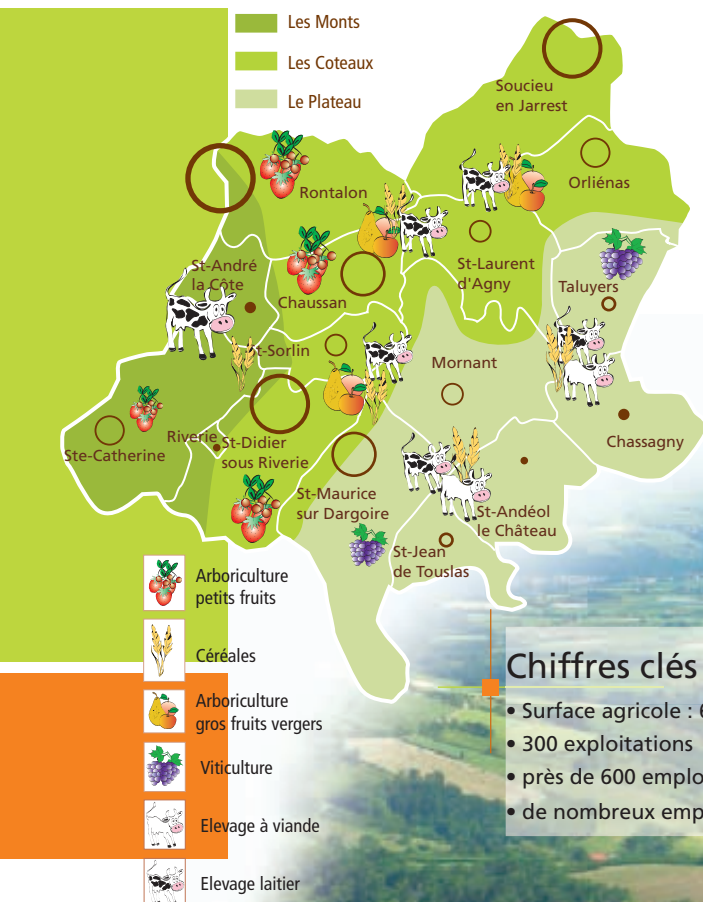 Les Monts
Les Coteaux
Le Plateau
Soucieu
en Jarrest
Orliénas
Rontalon
St-André
la Côte
Chaussan
St-Laurent
d'Agny
Taluyers
St-Sorlin
Mornant
Chassagny
Ste-Catherine
Riverie
St-Didier
sous Riverie
St-Maurice
sur Dargoire
St-Andéol
le Château
St-Jean
de Touslas
Arboriculture
petits fruits
Céréales
Arboriculture
gros fruits vergers
Viticulture
Elevage à viande
Elevage laitier
Chiffres clés
• Surface agricole :
• 300 exploitations
• près de 600
• de nombreux